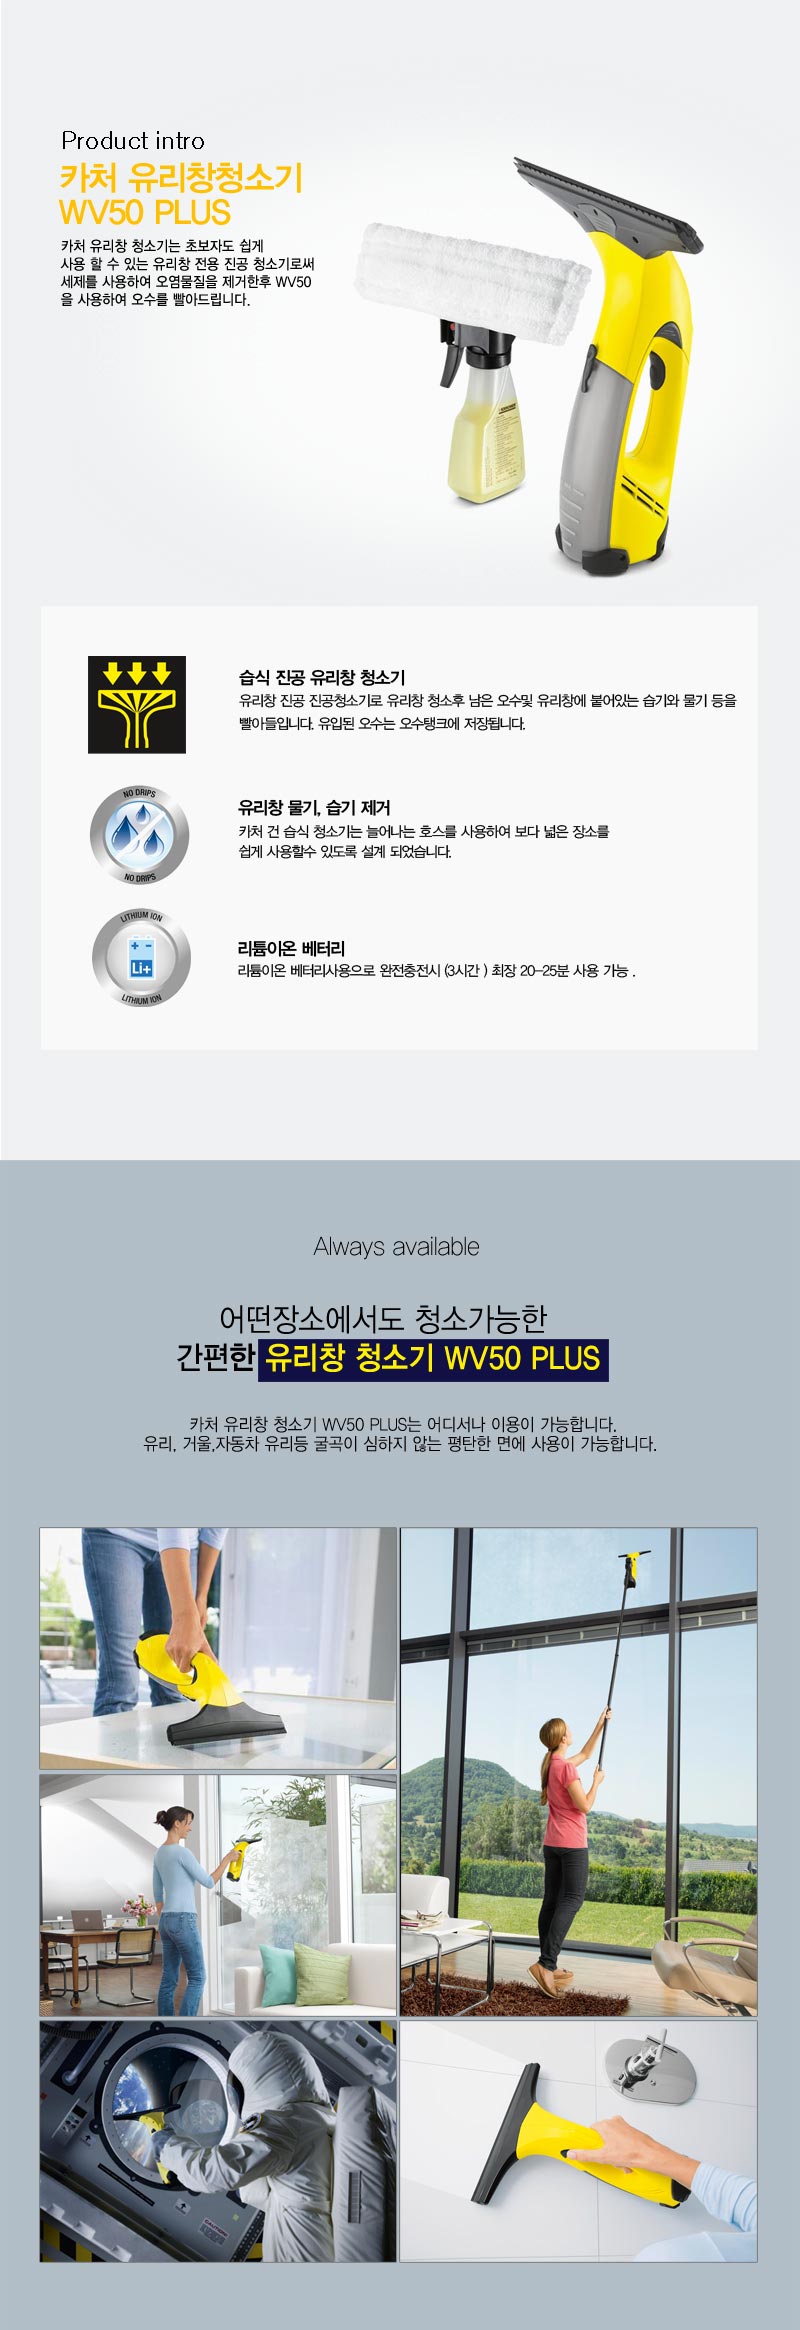 Product intro
카처 유리창청소기
WV50 PLUS
카처 유리창 청소기는 초보자도 쉽게
사용 할 수 있는 유리창 전용 진공 청소기로써
세제를 사용하여 오염물질을 제거한후 WV50
을 사용하여 오수를 빨아드립니다.
습식 진공 유리창 청소기
유리창 진공 진공청소기로 유리창 청소후 남은 오수및 유리창에 붙어있는 습기와 물기 등을
빨아들입니다. 유입된 오수는 오수탱크에 저장됩니다.
NO DRIPS
NO DRIPS
유리창 물기, 습기 제거
카처 건 습식 청소기는 늘어나는 호스를 사용하여 보다 넓은 장소를
쉽게 사용할수 있도록 설계 되었습니다.
LITHIUM ION
Li+
LITHIUM ION
리튬이온 베터리
리튬이온 베터리사용으로 완전충전시 (3시간 ) 최장 20-25분 사용 가능 .
Always available
어떤장소에서도 청소가능한
간편한 유리창 청소기 WV50 PLUS
카처 유리창 청소기 WV50 PLUS는 어디서나 이용이 가능합니다.
유리, 거울,자동차 유리등 굴곡이 심하지 않는 평탄한 면에 사용이 가능합니다.